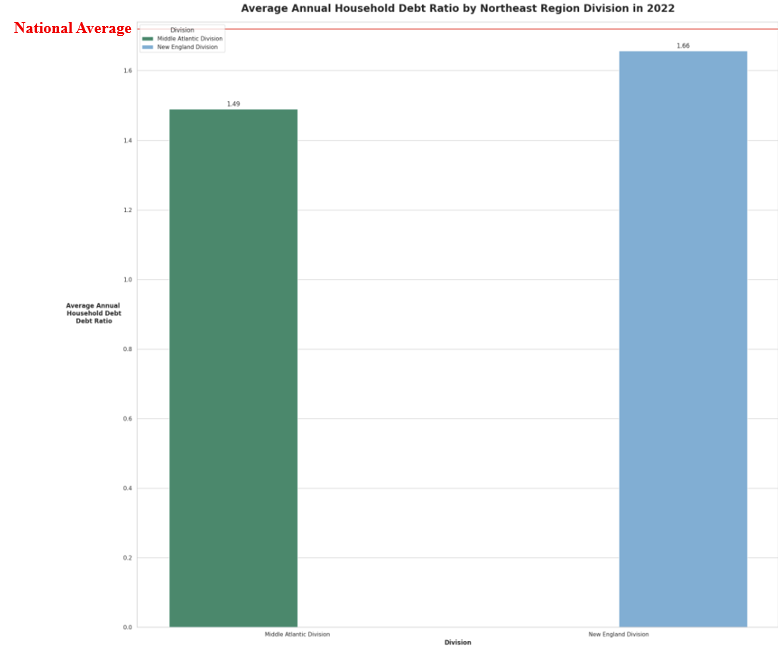 Average Annual Household Debt Ratio by Northeast Region Division in 2022
National Average
Division
Middle Atlantic Division
New England Division
1.66
1.49
1.6
1.4
1.2
1.0
0.8
0.6
0.4
0.2
0.0
Average Annual
Household Debt
Debt Ratio
Middle Atlantic Division
New England Division
Division